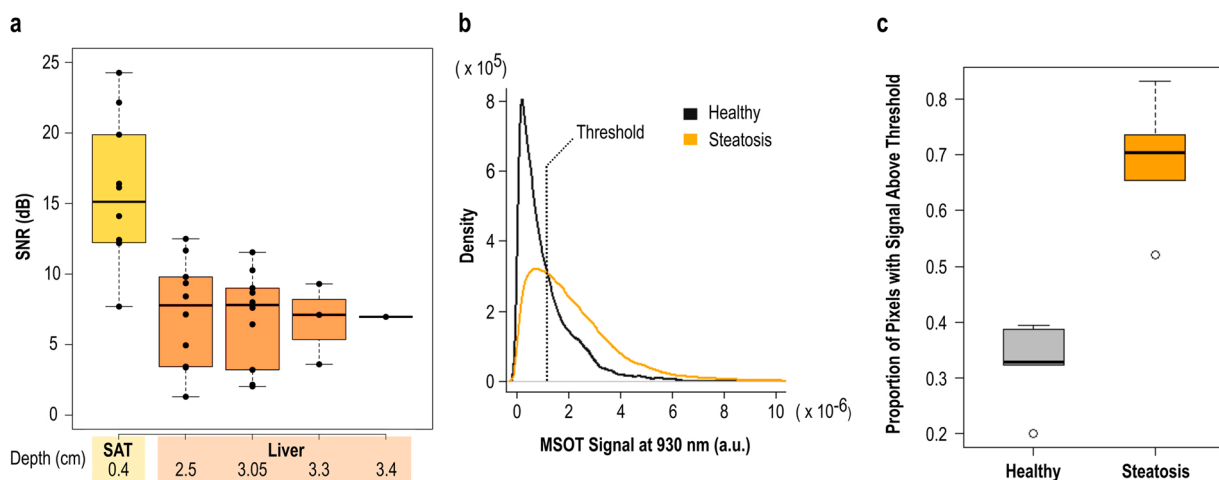 a
SNR (dB)
25
20
15
10
5
0
Depth (cm)
SAT
0.4
Liver
2.5 3.05 3.3 3.4
b
( x 10^5)
Density
8
6
4
2
0
Threshold
Healthy
Steatosis
0 2 4 6 8 10 ( x 10^-6)
MSOT Signal at 930 nm (a.u.)
c
Proportion of Pixels with Signal Above Threshold
0.8
0.7
0.6
0.5
0.4
0.3
0.2
Healthy Steatosis